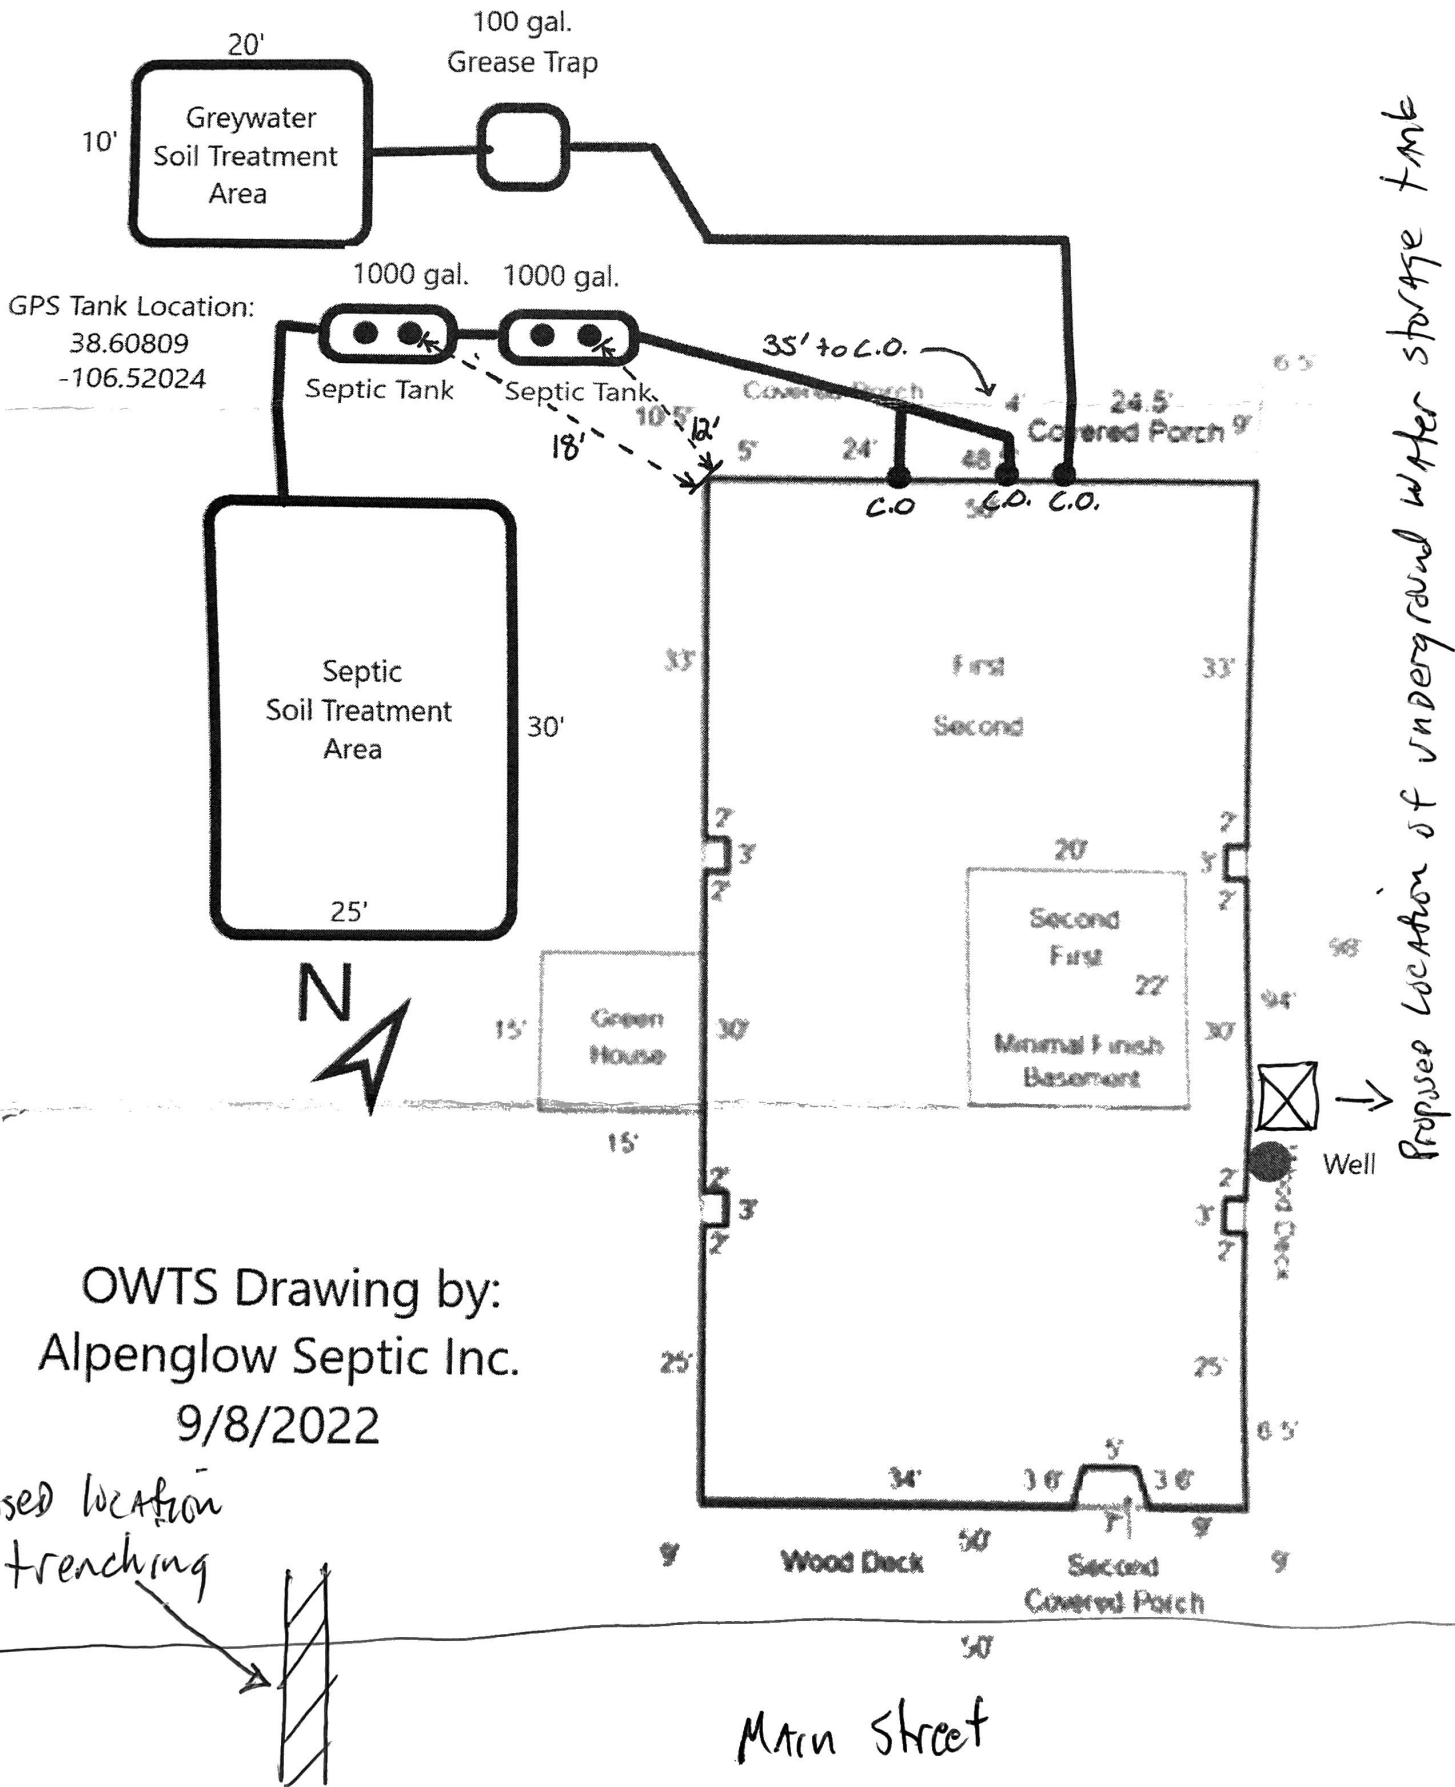 100 gal.
Grease Trap
20'
10'
Greywater
Soil Treatment
Area
1000 gal.
1000 gal.
GPS Tank Location:
38.60809
-106.52024
Septic Tank
Septic Tank
35' to C.O.
Covered Porch
10.5'
18'
12'
5'
24'
48
4'
24.5'
Covered Porch
9'
6 5'
C.O
C.O.
C.O.
Proposed Location of underground water storage tank
Septic
Soil Treatment
Area
30'
25'
33'
First
Second
33'
2'
3'
2'
2'
3'
2'
20'
Second
First
22'
Minimal Finish
Basement
98'
94'
30'
N
15'
Green
House
30'
15'
Well
Wood Deck
2'
3'
2'
2'
3'
2'
OWTS Drawing by:
Alpenglow Septic Inc.
9/8/2022
25'
25'
6 5'
sed location
trenching
34'
3 6'
5'
3 6'
7'
9'
9'
Wood Deck
50'
Second
Covered Porch
9'
50'
Main Street